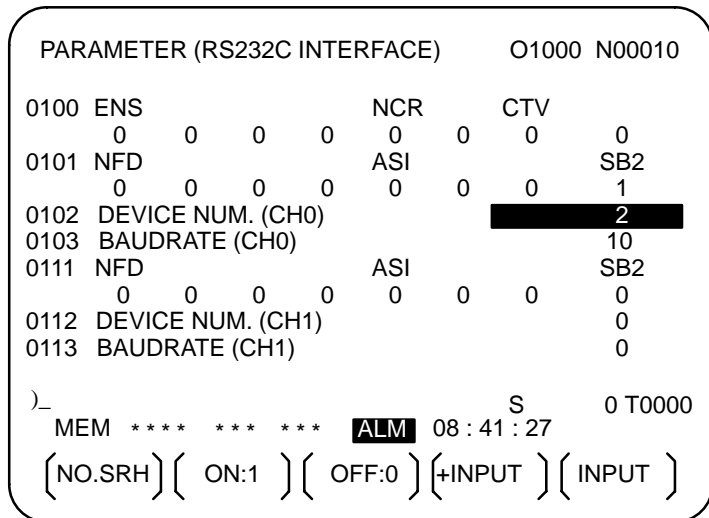 PARAMETER (RS232C INTERFACE) O1000 N00010
0100 ENS NCR CTV
0 0 0 0 0 0 0 0
0101 NFD ASI SB2
0 0 0 0 0 0 0 1
0102 DEVICE NUM. (CH0) 2
0103 BAUDRATE (CH0) 10
0111 NFD ASI SB2
0 0 0 0 0 0 0 0
0112 DEVICE NUM. (CH1) 0
0113 BAUDRATE (CH1) 0
)_
S 0 T0000
MEM **** *** *** ALM 08 : 41 : 27
[NO.SRH] [ ON:1 ] [ OFF:0 ] [+INPUT ] [ INPUT ]